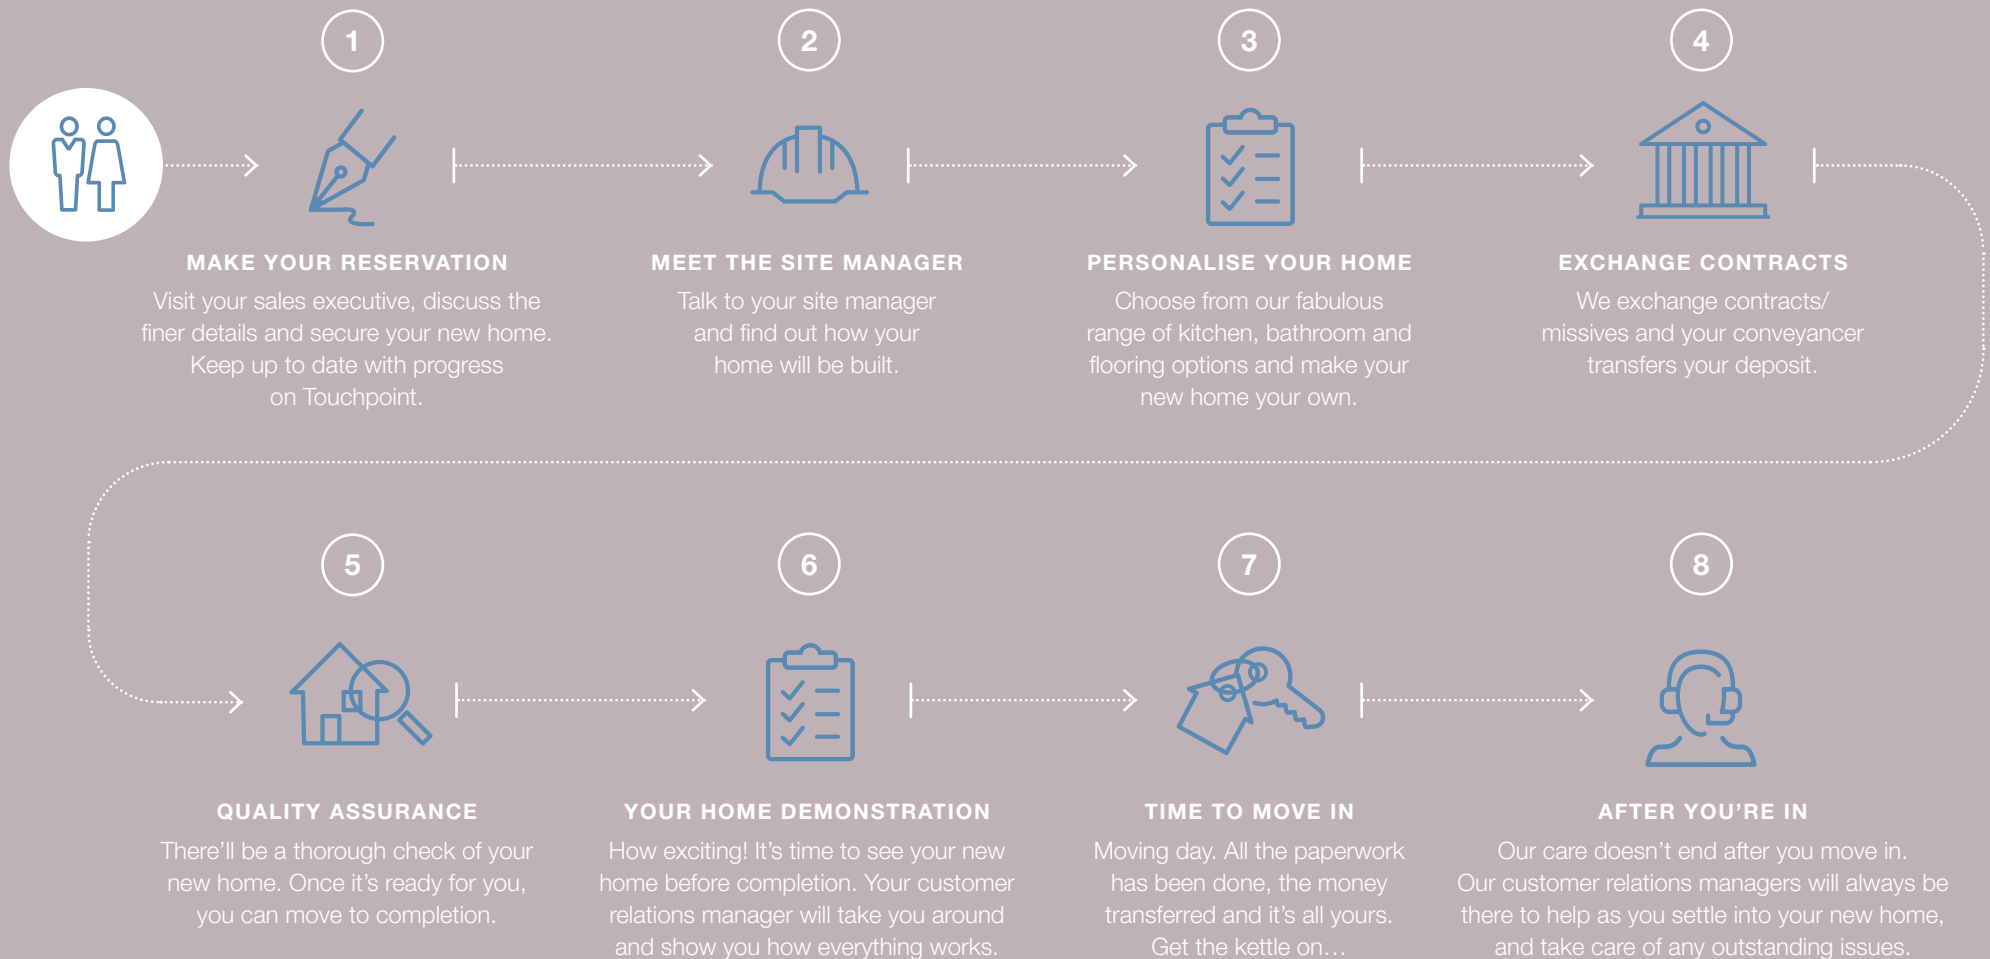 1
MAKE YOUR RESERVATION
Visit your sales executive, discuss the
finer details and secure your new home.
Keep up to date with progress
on Touchpoint.
2
MEET THE SITE MANAGER
Talk to your site manager
and find out how your
home will be built.
3
PERSONALISE YOUR HOME
Choose from our fabulous
range of kitchen, bathroom and
flooring options and make your
new home your own.
4
EXCHANGE CONTRACTS
We exchange contracts/
missives and your conveyancer
transfers your deposit.
5
QUALITY ASSURANCE
There’ll be a thorough check of your
new home. Once it’s ready for you,
you can move to completion.
6
YOUR HOME DEMONSTRATION
How exciting! It’s time to see your new
home before completion. Your customer
relations manager will take you around
and show you how everything works.
7
TIME TO MOVE IN
Moving day. All the paperwork
has been done, the money
transferred and it’s all yours.
Get the kettle on…
8
AFTER YOU’RE IN
Our care doesn’t end after you move in.
Our customer relations managers will always be
there to help as you settle into your new home,
and take care of any outstanding issues.